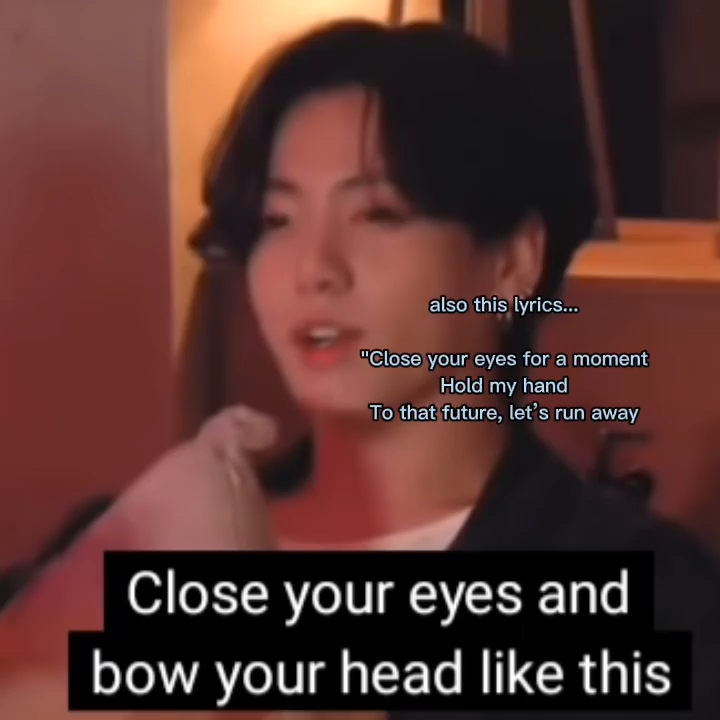 also this lyrics...
"Close your eyes for a moment
Hold my hand
To that future, let's run away
Close your eyes and
bow your head like this